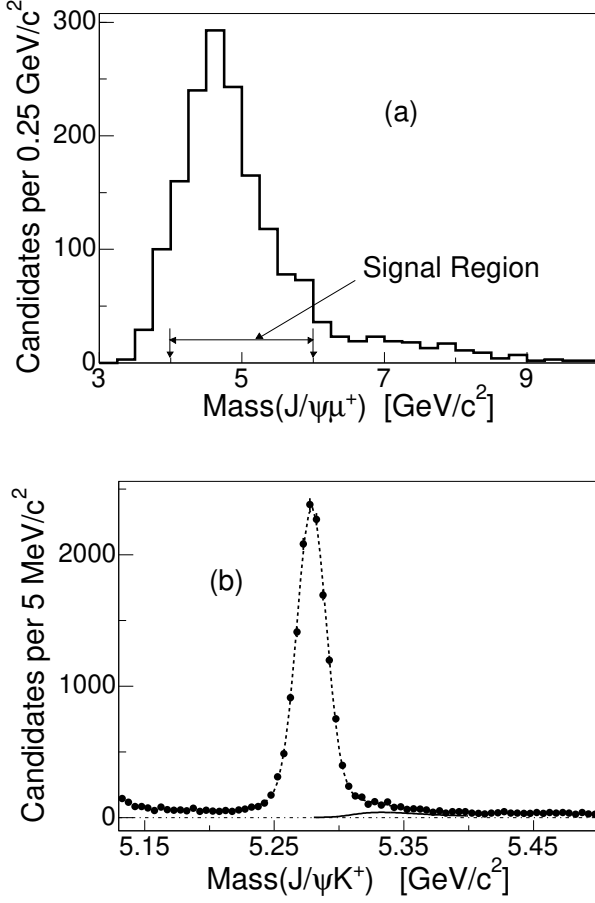 300
200
100
0
Candidates per 0.25 GeV/c²
(a)
Signal Region
3 5 7 9
Mass(J/ψμ⁺) [GeV/c²]
2000
1000
0
Candidates per 5 MeV/c²
(b)
5.15 5.25 5.35 5.45
Mass(J/ψK⁺) [GeV/c²]